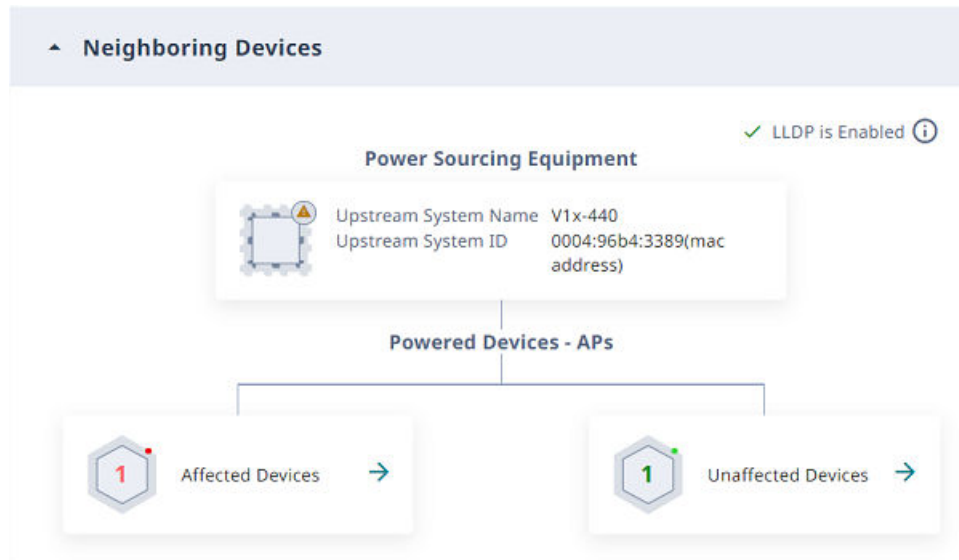 Neighboring Devices
LLDP is Enabled
Power Sourcing Equipment
Upstream System Name V1x-440
Upstream System ID 0004:96b4:3389(mac
address)
Powered Devices - APs
1 Affected Devices
1 Unaffected Devices